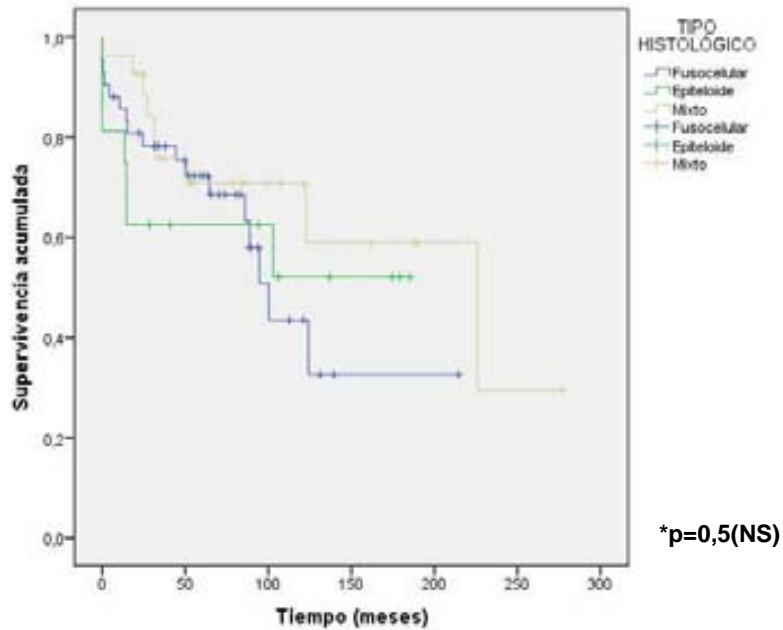 TIPO
HISTOLÓGICO
Fusocelular
Epiteloide
Mixto
Fusocelular
Epiteloide
Mixto
Supervivencia acumulada
1,0
0,8
0,6
0,4
0,2
0,0
0 50 100 150 200 250 300
Tiempo (meses)
*p=0,5(NS)